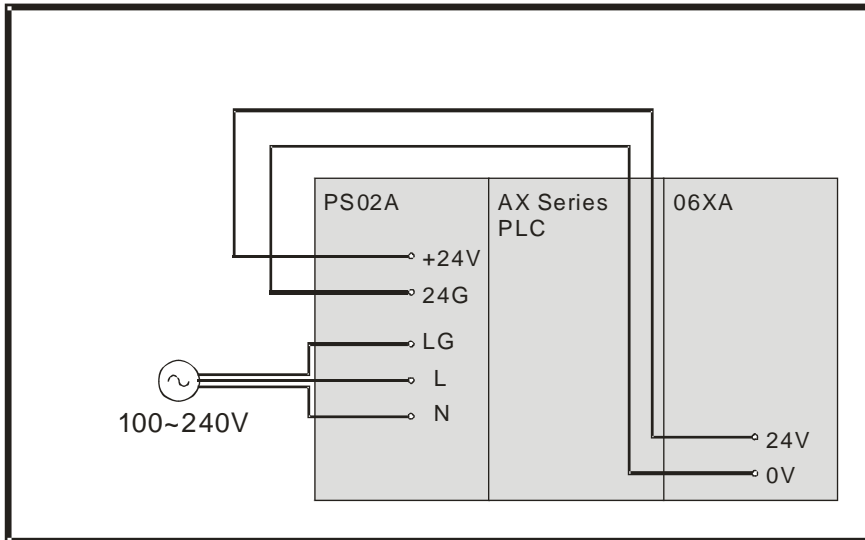 PS02A
AX Series
PLC
06XA
+24V
24G
LG
L
N
100~240V
24V
0V